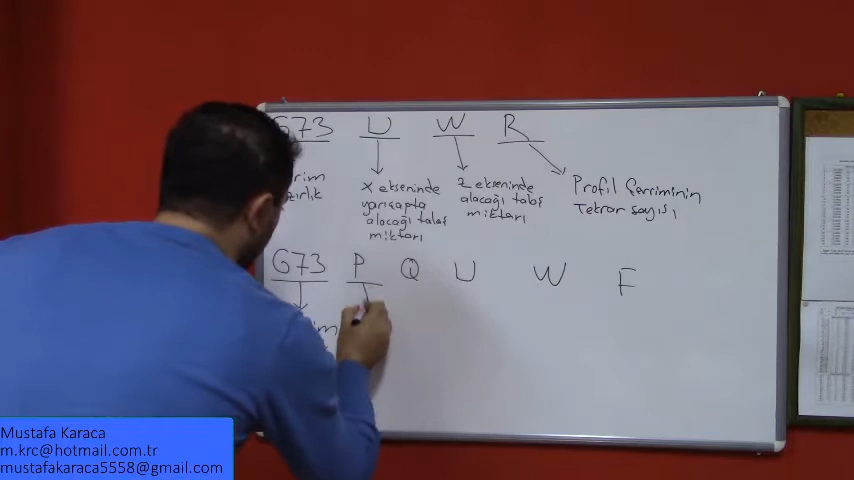 G73 U W R
X ekseninde
yarıçapta
alacağı talaş
miktarı
Z ekseninde
alacağı talaş
miktarı
Profil Çevriminin
Tekrar sayısı
G73 P Q U W F
Mustafa Karaca
m.krc@hotmail.com.tr
mustafakaraca5558@gmail.com